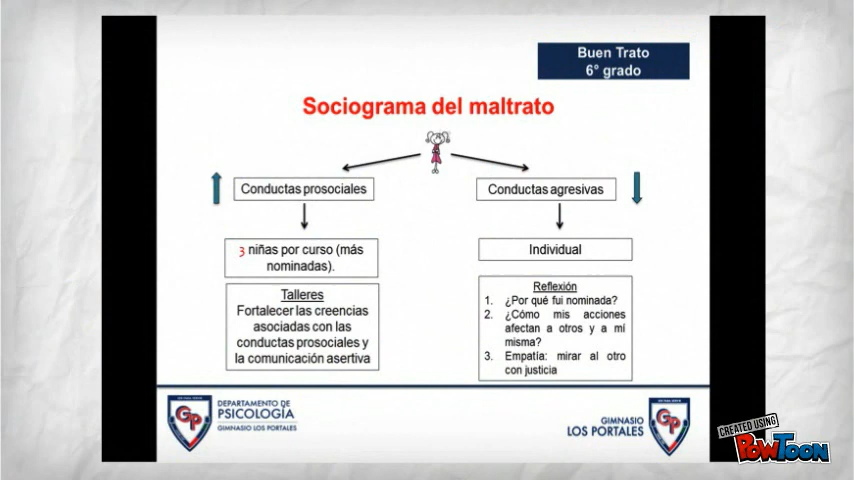 Buen Trato
6° grado
Sociograma del maltrato
Conductas prosociales
Conductas agresivas
3 niñas por curso (más
nominadas).
Individual
Talleres
Fortalecer las creencias
asociadas con las
conductas prosociales y
la comunicación asertiva
Reflexión
1. ¿Por qué fui nominada?
2. ¿Cómo mis acciones
afectan a otros y a mí
misma?
3. Empatía: mirar al otro
con justicia
GP
DEPARTAMENTO DE
PSICOLOGÍA
GIMNASIO LOS PORTALES
GIMNASIO
LOS PORTALES
GP
CREATED USING
POWTOON